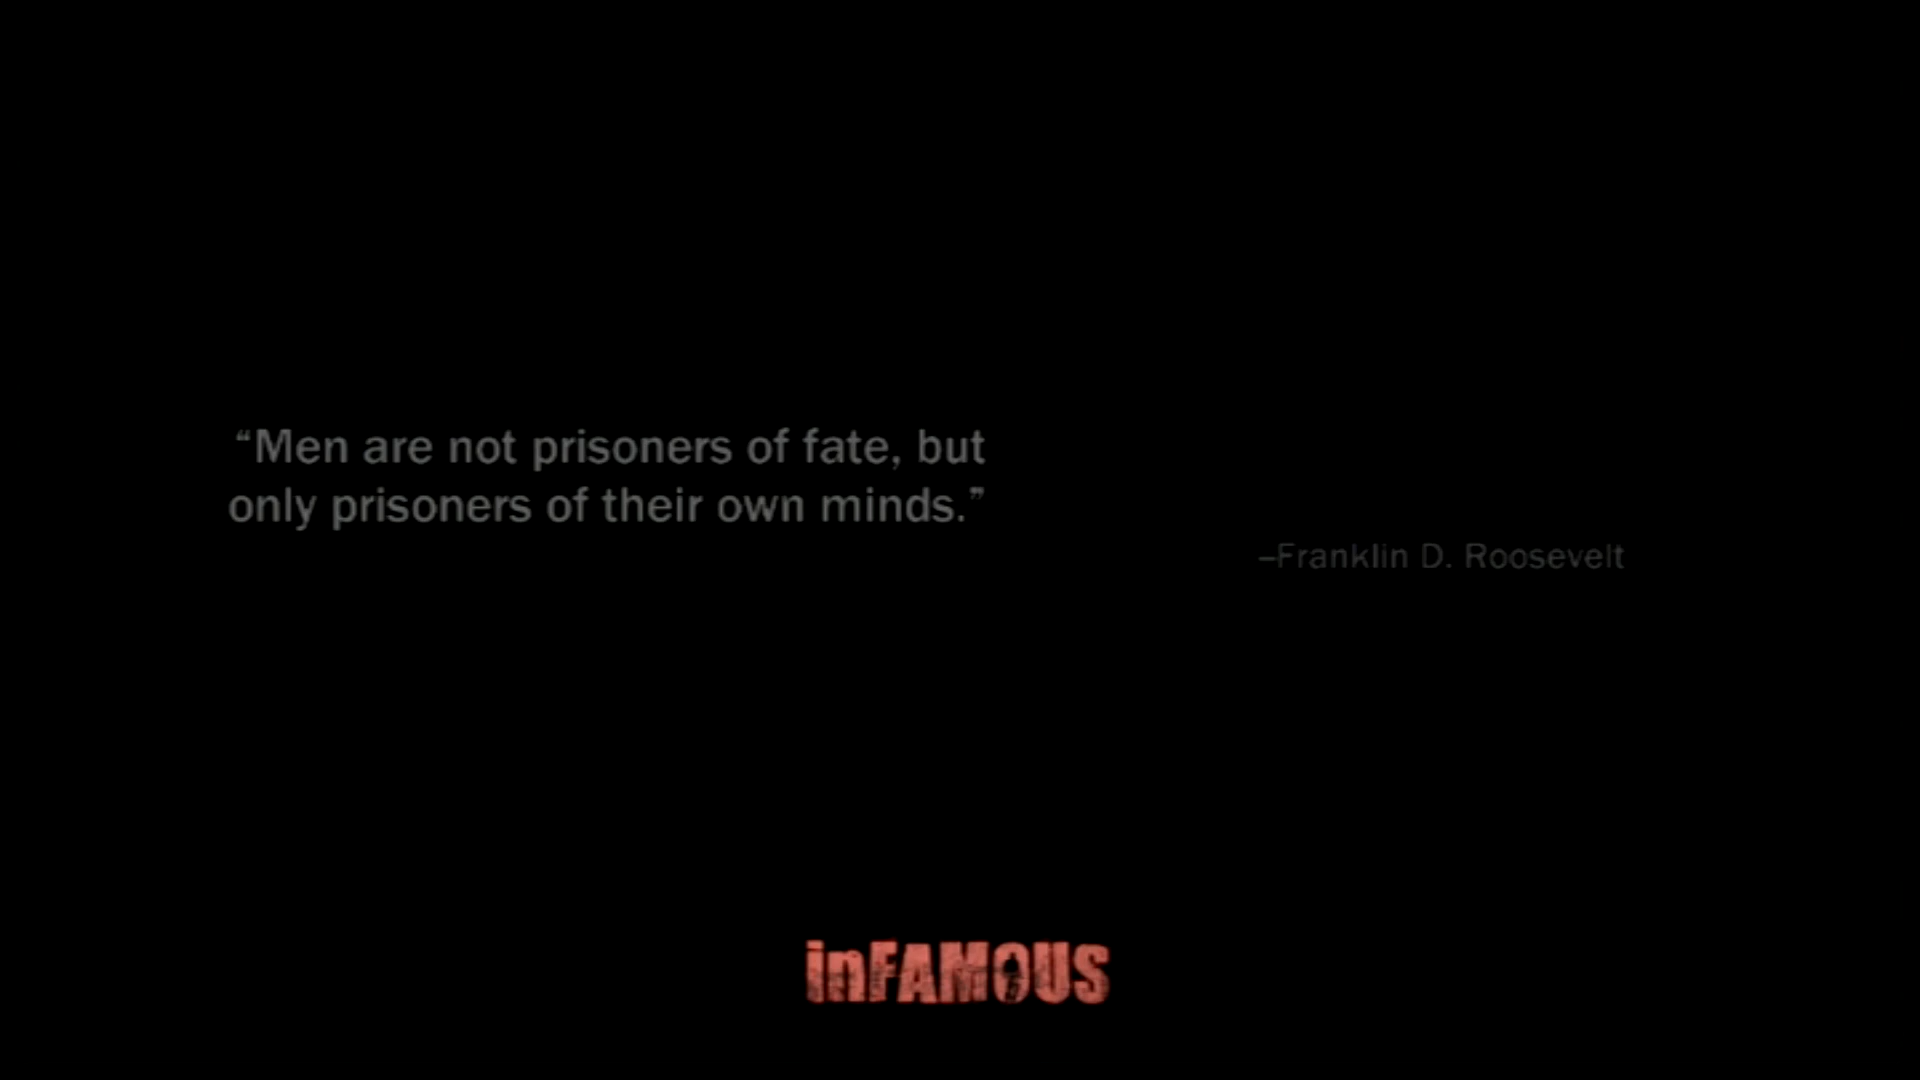 “Men are not prisoners of fate, but
only prisoners of their own minds.”
–Franklin D. Roosevelt
inFAMOUS